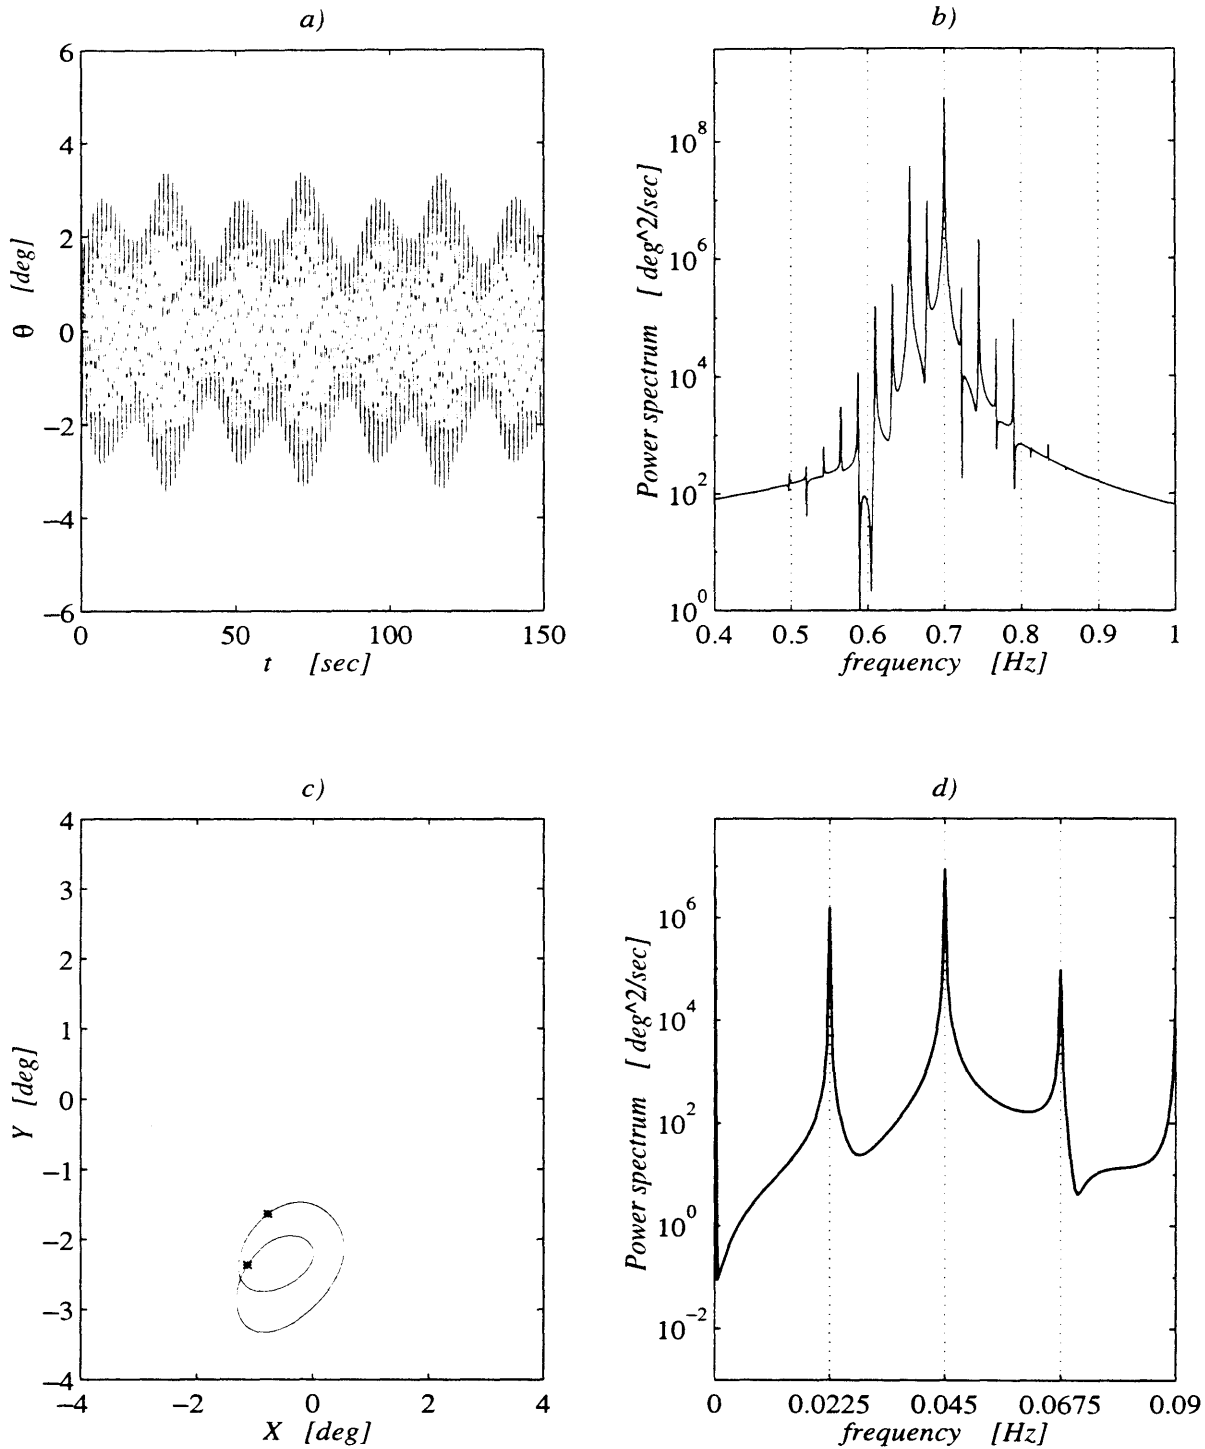 a)
6
4
2
0
−2
−4
−6
0 50 100 150
θ [deg]
t [sec]
b)
10^8
10^6
10^4
10^2
10^0
0.4 0.5 0.6 0.7 0.8 0.9 1
Power spectrum [ deg^2/sec]
frequency [Hz]
c)
4
3
2
1
0
−1
−2
−3
−4
−4 −2 0 2 4
Y [deg]
X [deg]
d)
10^6
10^4
10^2
10^0
10^−2
0 0.0225 0.045 0.0675 0.09
Power spectrum [ deg^2/sec]
frequency [Hz]